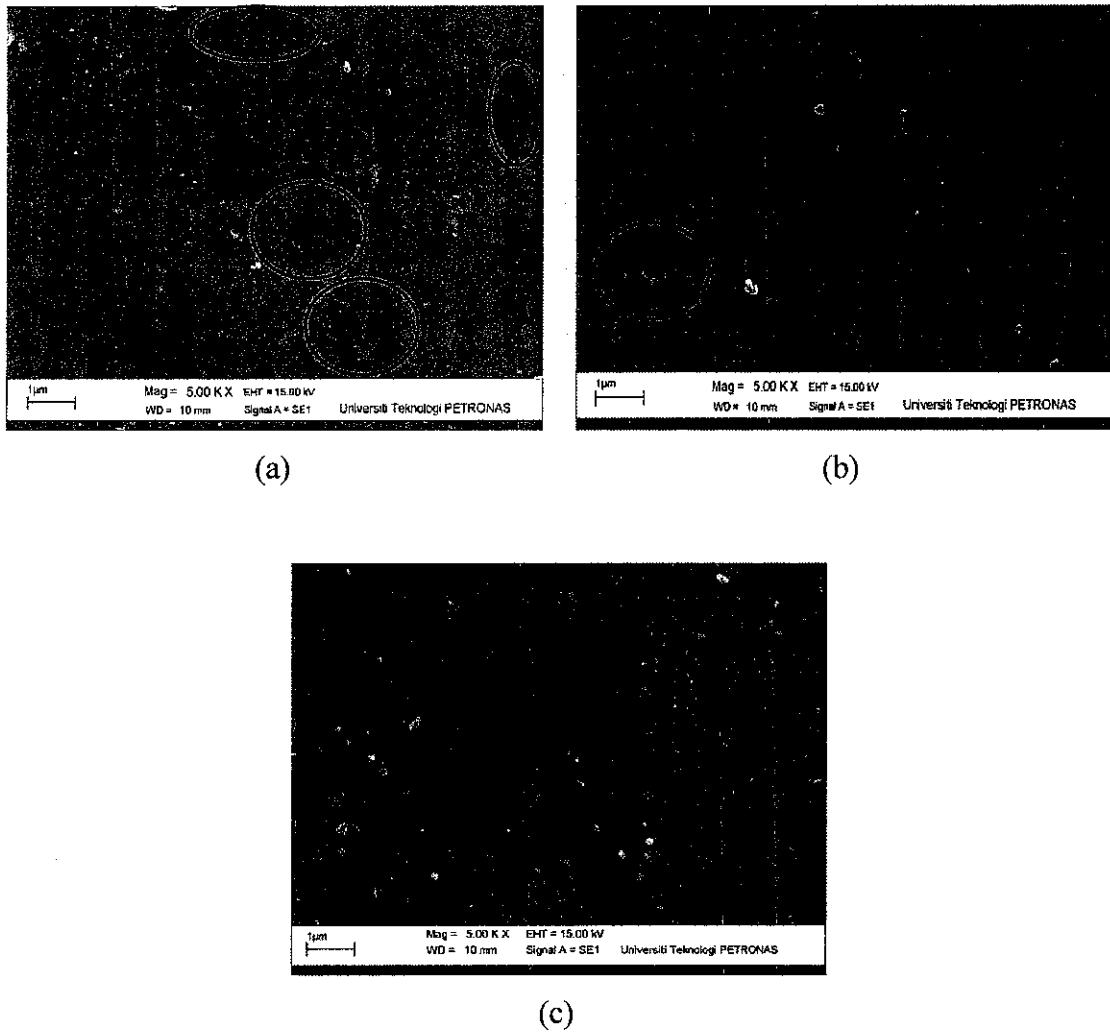 1μm Mag = 5.00 K X EHT = 15.00 kV
WD = 10 mm Signal A = SE1 Universiti Teknologi PETRONAS
(a)
1μm Mag = 5.00 K X EHT = 15.00 kV
WD = 10 mm Signal A = SE1 Universiti Teknologi PETRONAS
(b)
1μm Mag = 5.00 K X EHT = 15.00 kV
WD = 10 mm Signal A = SE1 Universiti Teknologi PETRONAS
(c)